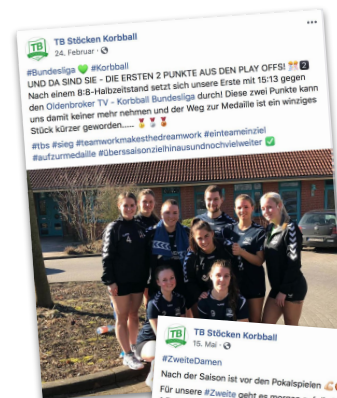 TB Stöcken Korbball
24. Februar ·
#Bundesliga 💚 #Korbball
UND DA SIND SIE - DIE ERSTEN 2 PUNKTE AUS DEN PLAY OFFS! 🎊2️⃣
Nach einem 8:8-Halbzeitstand setzt sich unsere Erste mit 15:13 gegen
den Oldenbroker TV - Korbball Bundesliga durch! Diese zwei Punkte kann
uns damit keiner mehr nehmen und der Weg zur Medaille ist ein winziges
Stück kürzer geworden...... 🥇🥈🥉
#tbs #sieg #teamworkmakesthedreamwork #einteameinziel
#aufzurmedaille #überssaisonzielhinausundnochvielweiter ✅
TB Stöcken Korbball
15. Mai ·
#ZweiteDamen
Nach der Saison ist vor den Pokalspielen
Für unsere #Zweite geht es morgen